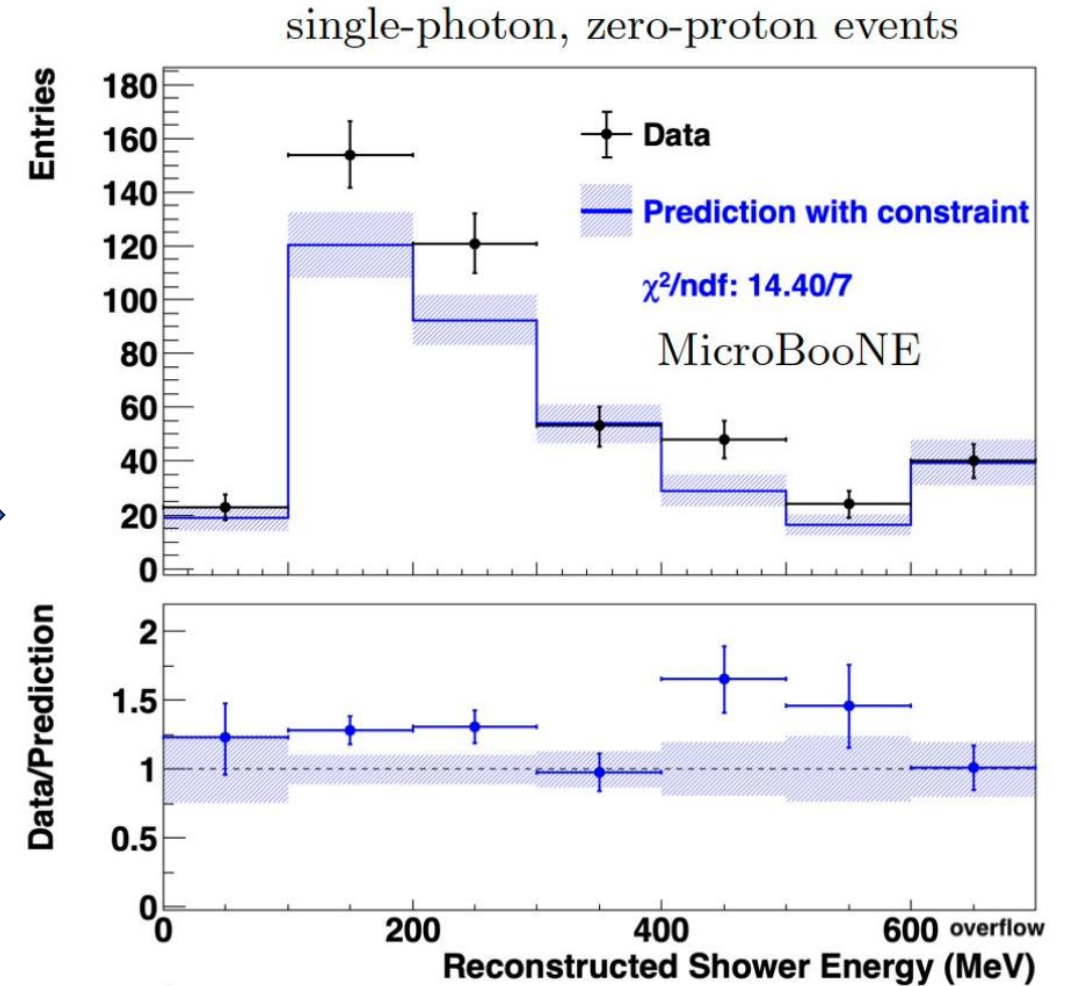 single-photon, zero-proton events
Entries
180
160
140
120
100
80
60
40
20
0
Data
Prediction with constraint
χ²/ndf: 14.40/7
MicroBooNE
Data/Prediction
2
1.5
1
0.5
0
0 200 400 600 overflow
Reconstructed Shower Energy (MeV)